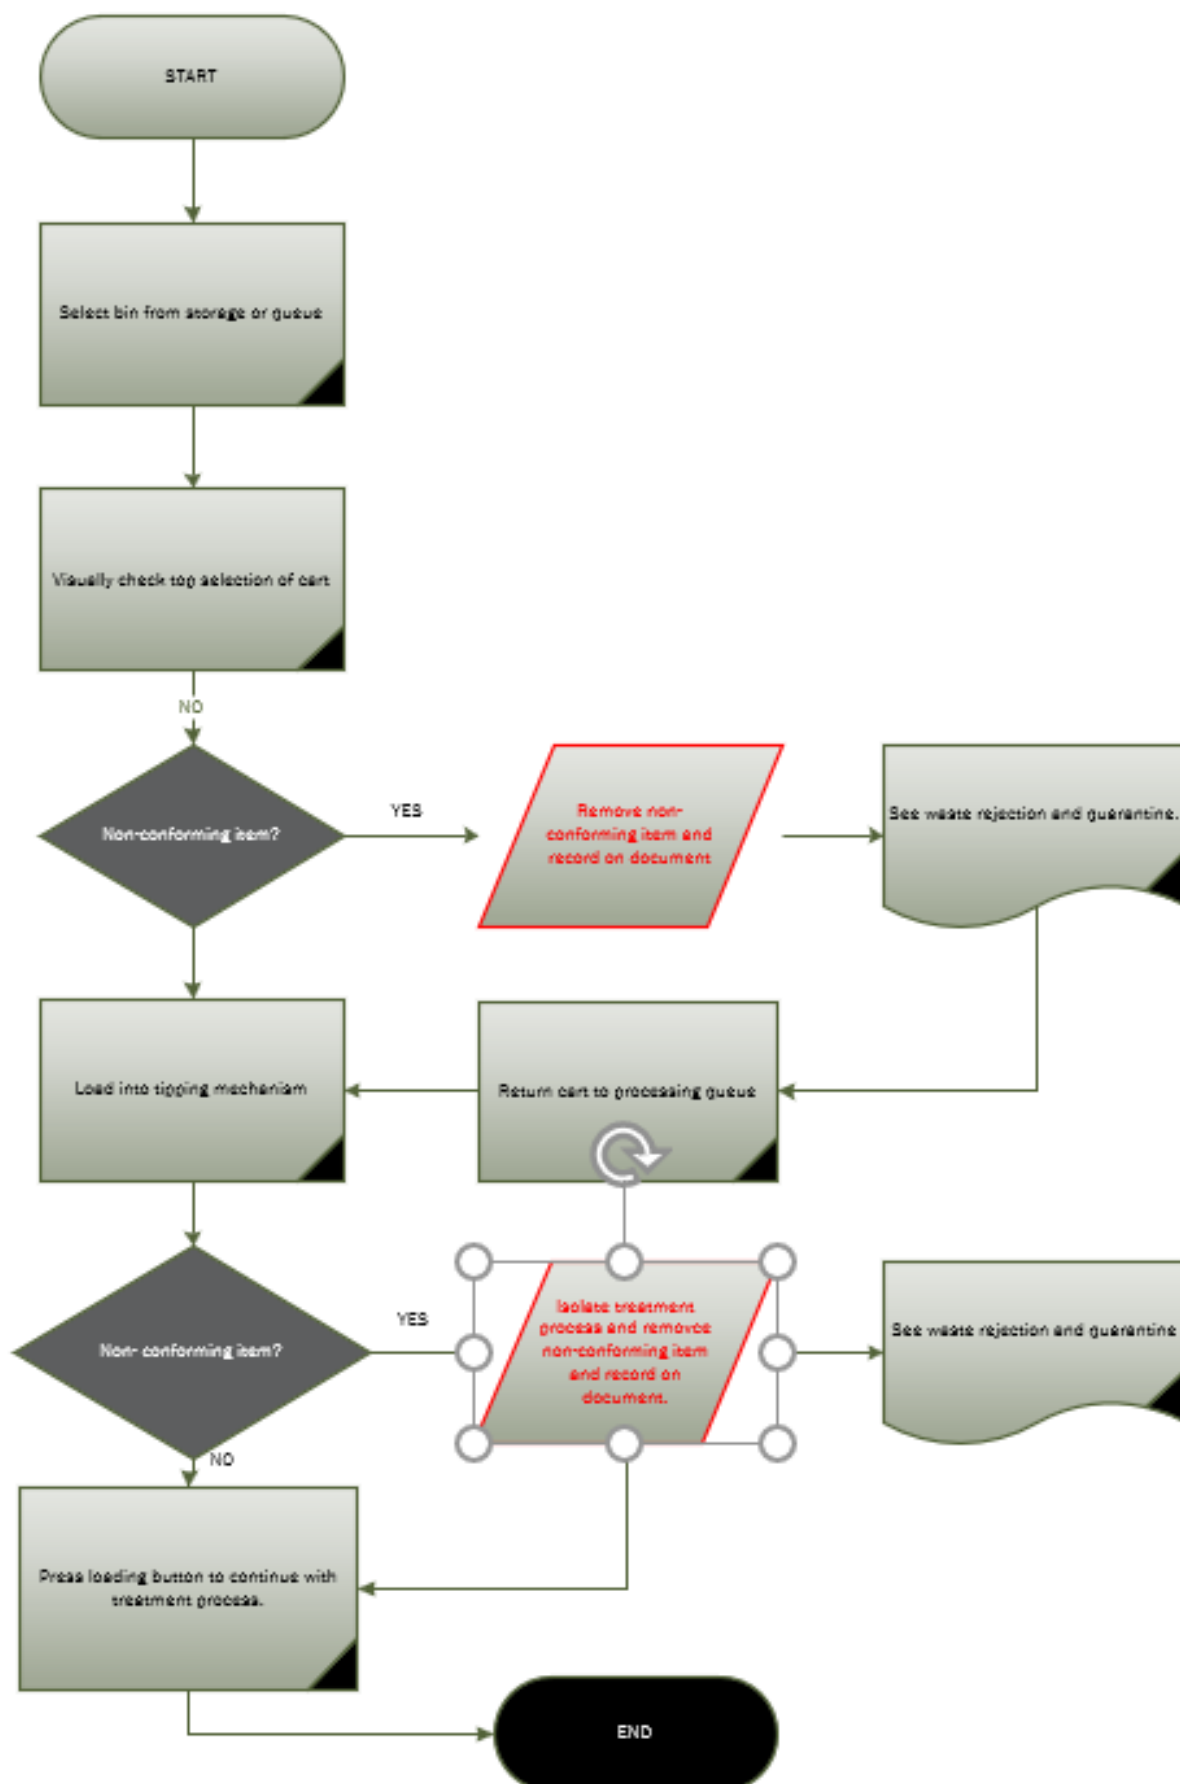 START
Select bin from storage or queue
Visually check top selection of cart
NO
Non-conforming item?
YES
Remove non-
conforming item and
record on document
See waste rejection and quarantine.
Load into tipping mechanism
Return cart to processing queue
Non- conforming item?
YES
Isolate treatment
process and removce
non-conforming item
and record on
document.
See waste rejection and quarantine
NO
Press loading button to continue with
treatment process.
END